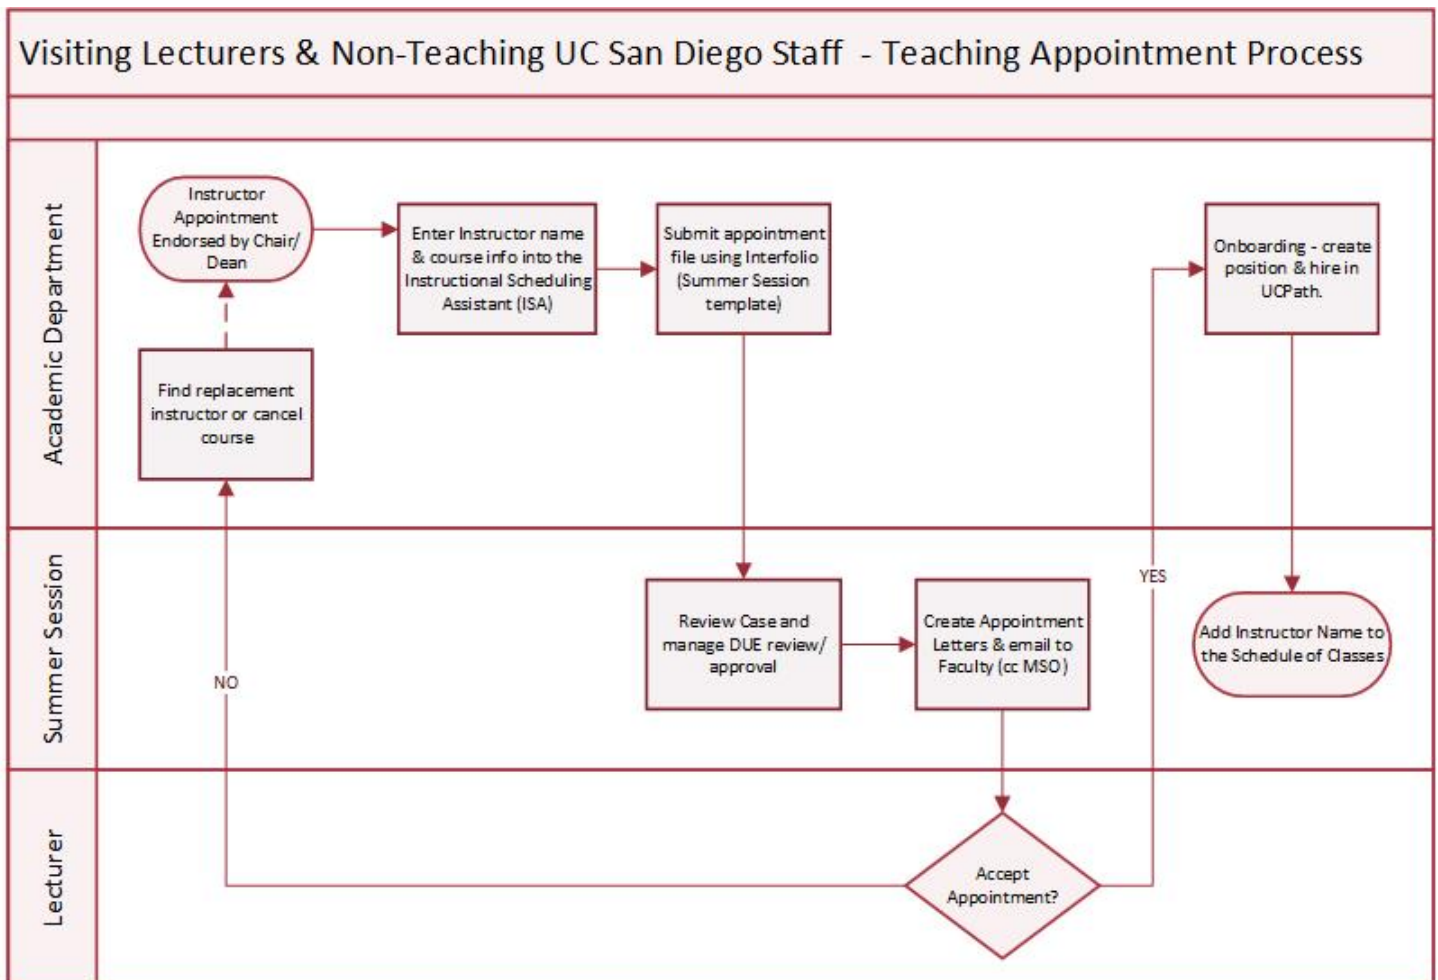 Visiting Lecturers & Non-Teaching UC San Diego Staff - Teaching Appointment Process
Academic Department
Instructor
Appointment
Endorsed by Chair/
Dean
Enter Instructor name
& course info into the
Instructional Scheduling
Assistant (ISA)
Submit appointment
file using Interfolio
(Summer Session
template)
Onboarding - create
position & hire in
UCPath.
Find replacement
instructor or cancel
course
Summer Session
NO
Review Case and
manage DUE review/
approval
Create Appointment
Letters & email to
Faculty (cc MSO)
YES
Add Instructor Name to
the Schedule of Classes
Lecturer
Accept
Appointment?